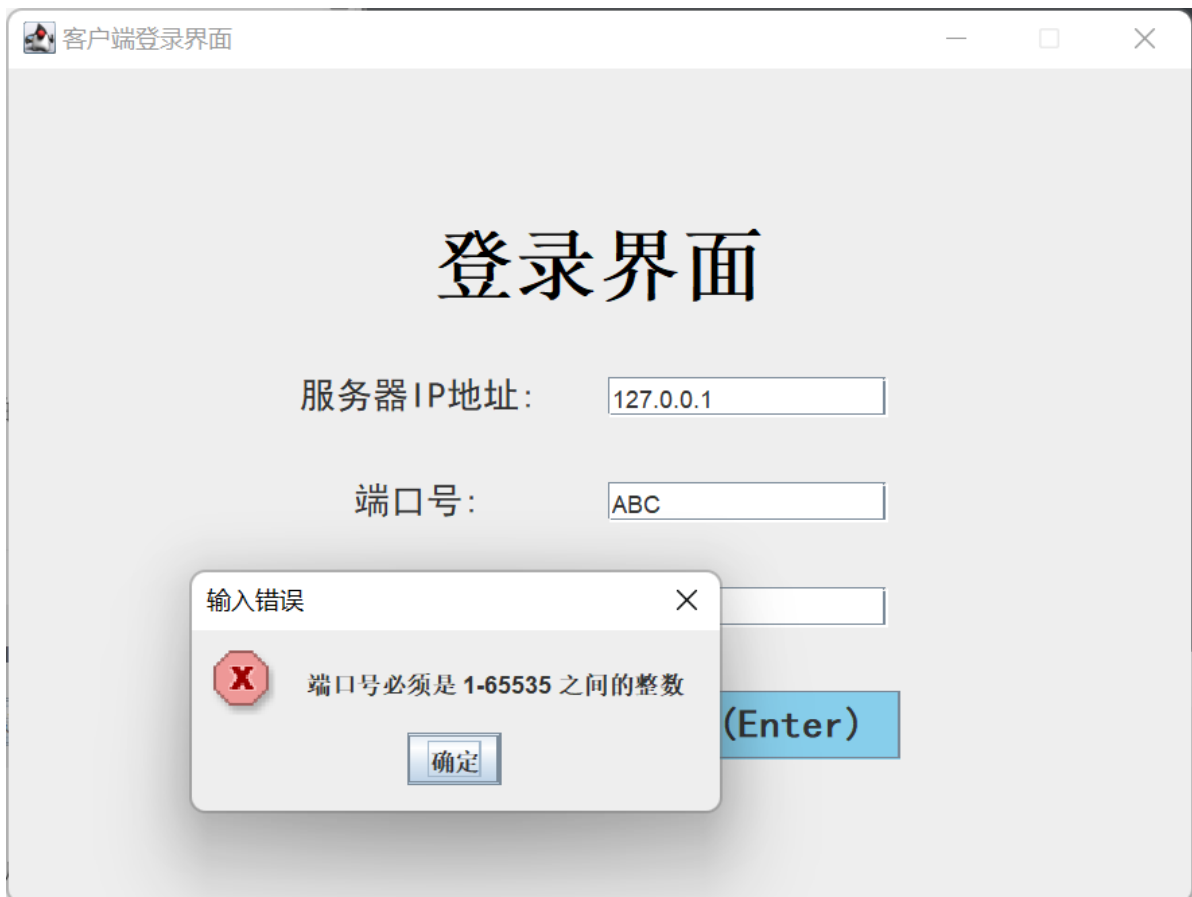 客户端登录界面
登录界面
服务器IP地址:
127.0.0.1
端口号:
ABC
输入错误
端口号必须是 1-65535 之间的整数
(Enter)
确定